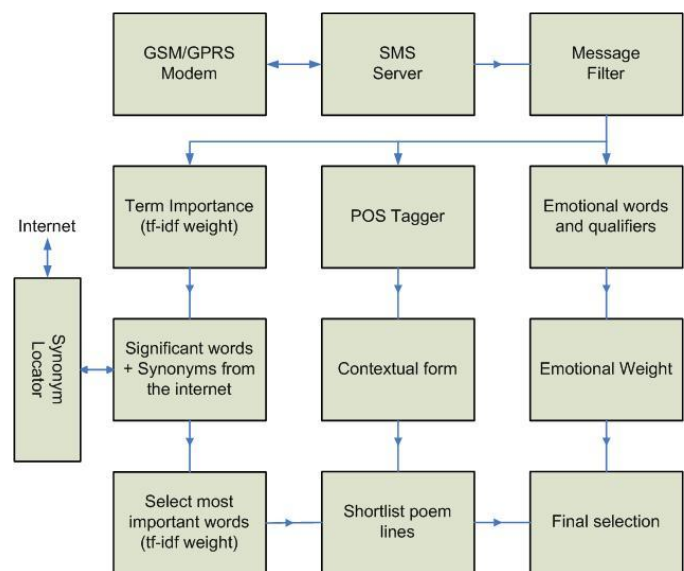 GSM/GPRS
Modem
SMS
Server
Message
Filter
Term Importance
(tf-idf weight)
POS Tagger
Emotional words
and qualifiers
Internet
Synonym
Locator
Significant words
+ Synonyms from
the internet
Contextual form
Emotional Weight
Select most
important words
(tf-idf weight)
Shortlist poem
lines
Final selection